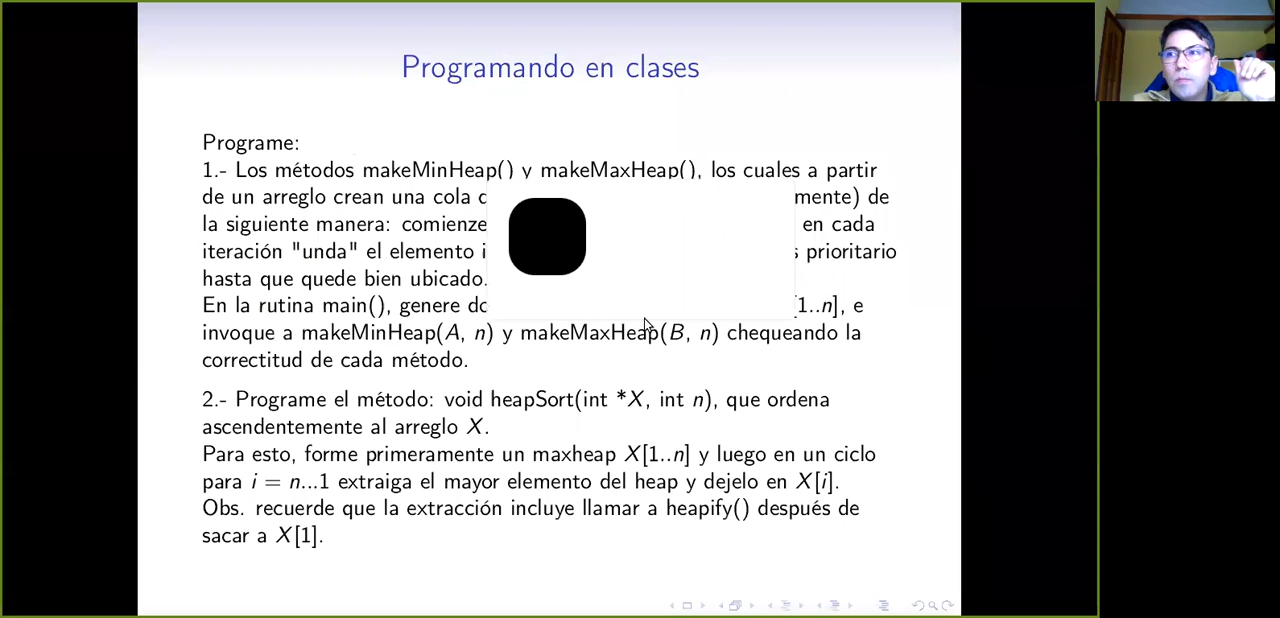 Programando en clases
Programe:
1.- Los métodos makeMinHeap() y makeMaxHeap(), los cuales a partir
de un arreglo crean una cola mente) de
la siguiente manera: comienze en cada
iteración "unda" el elemento prioritario
hasta que quede bien ubicado.
En la rutina main(), genere [1..n], e
invoque a makeMinHeap(A, n) y makeMaxHeap(B, n) chequeando la
correctitud de cada método.
2.- Programe el método: void heapSort(int *X, int n), que ordena
ascendentemente al arreglo X.
Para esto, forme primeramente un maxheap X[1..n] y luego en un ciclo
para i = n...1 extraiga el mayor elemento del heap y dejelo en X[i].
Obs. recuerde que la extracción incluye llamar a heapify() después de
sacar a X[1].